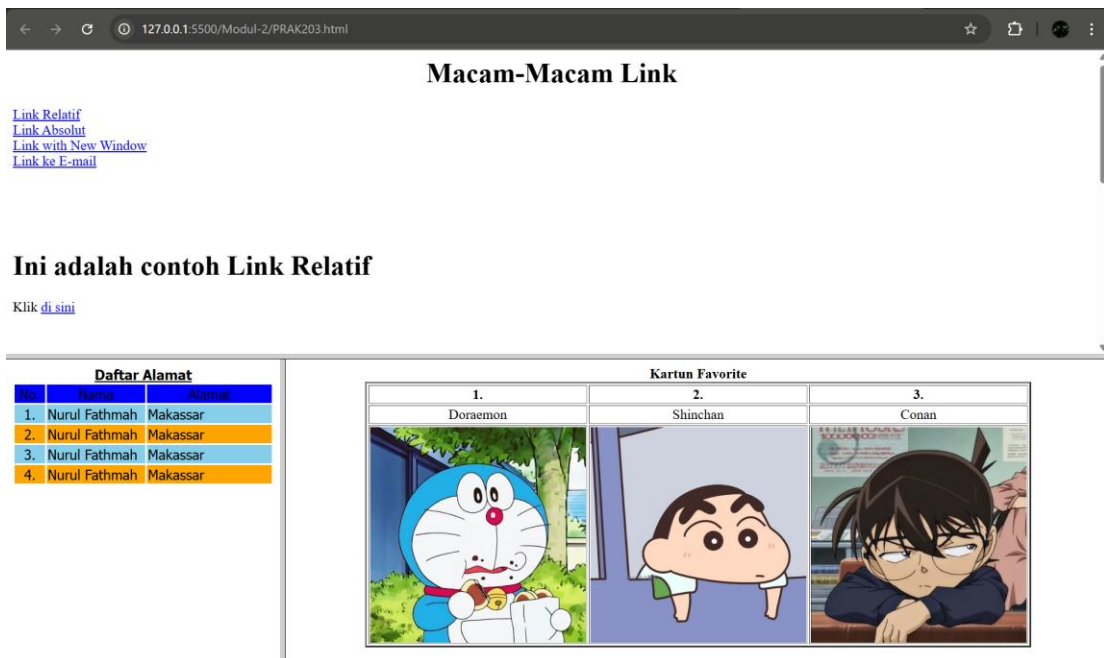 127.0.0.1:5500/Modul-2/PRAK203.html
Macam-Macam Link
Link Relatif
Link Absolut
Link with New Window
Link ke E-mail
Ini adalah contoh Link Relatif
Klik di sini
Daftar Alamat
No. Nama Alamat
1. Nurul Fathmah Makassar
2. Nurul Fathmah Makassar
3. Nurul Fathmah Makassar
4. Nurul Fathmah Makassar
Kartun Favorite
1. 2. 3.
Doraemon Shinchan Conan